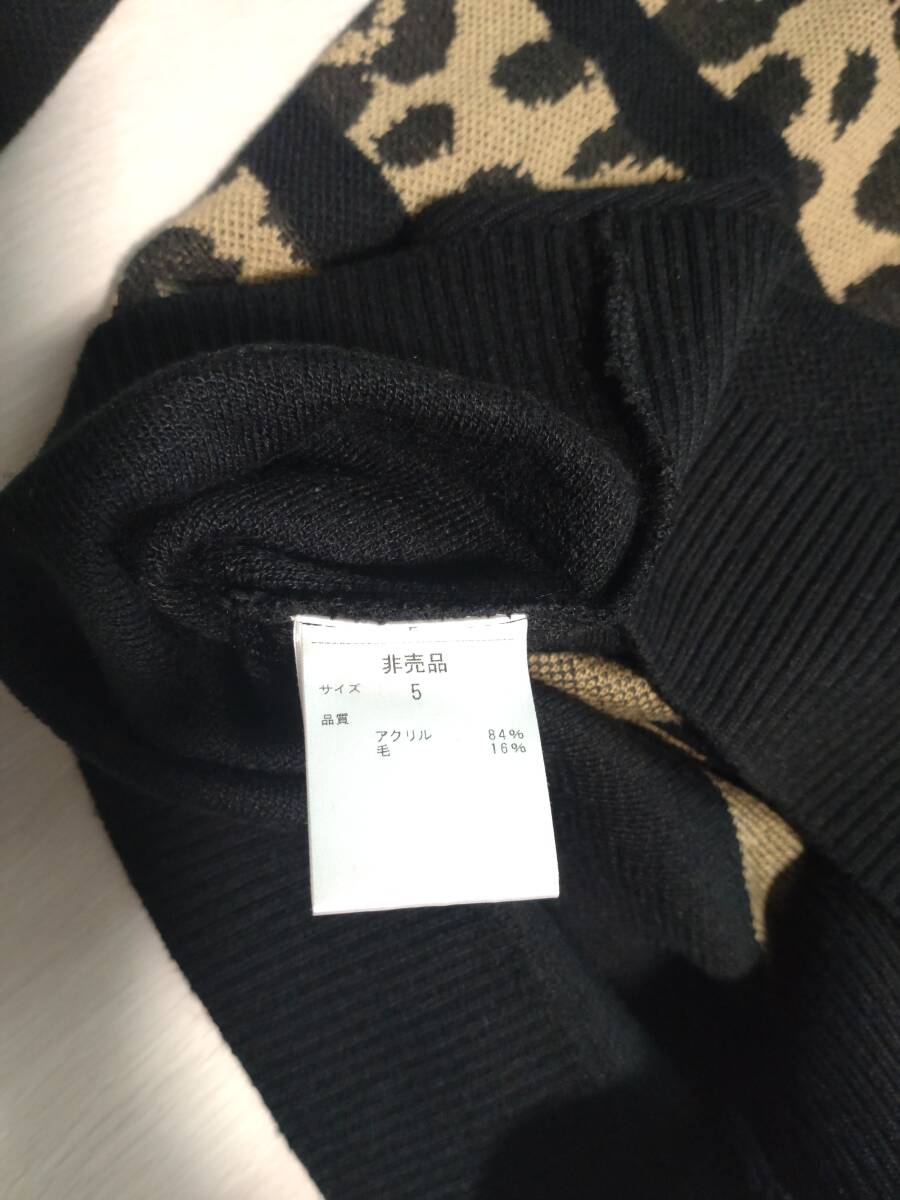 非売品
サイズ 5
品質
アクリル 84%
毛 16%